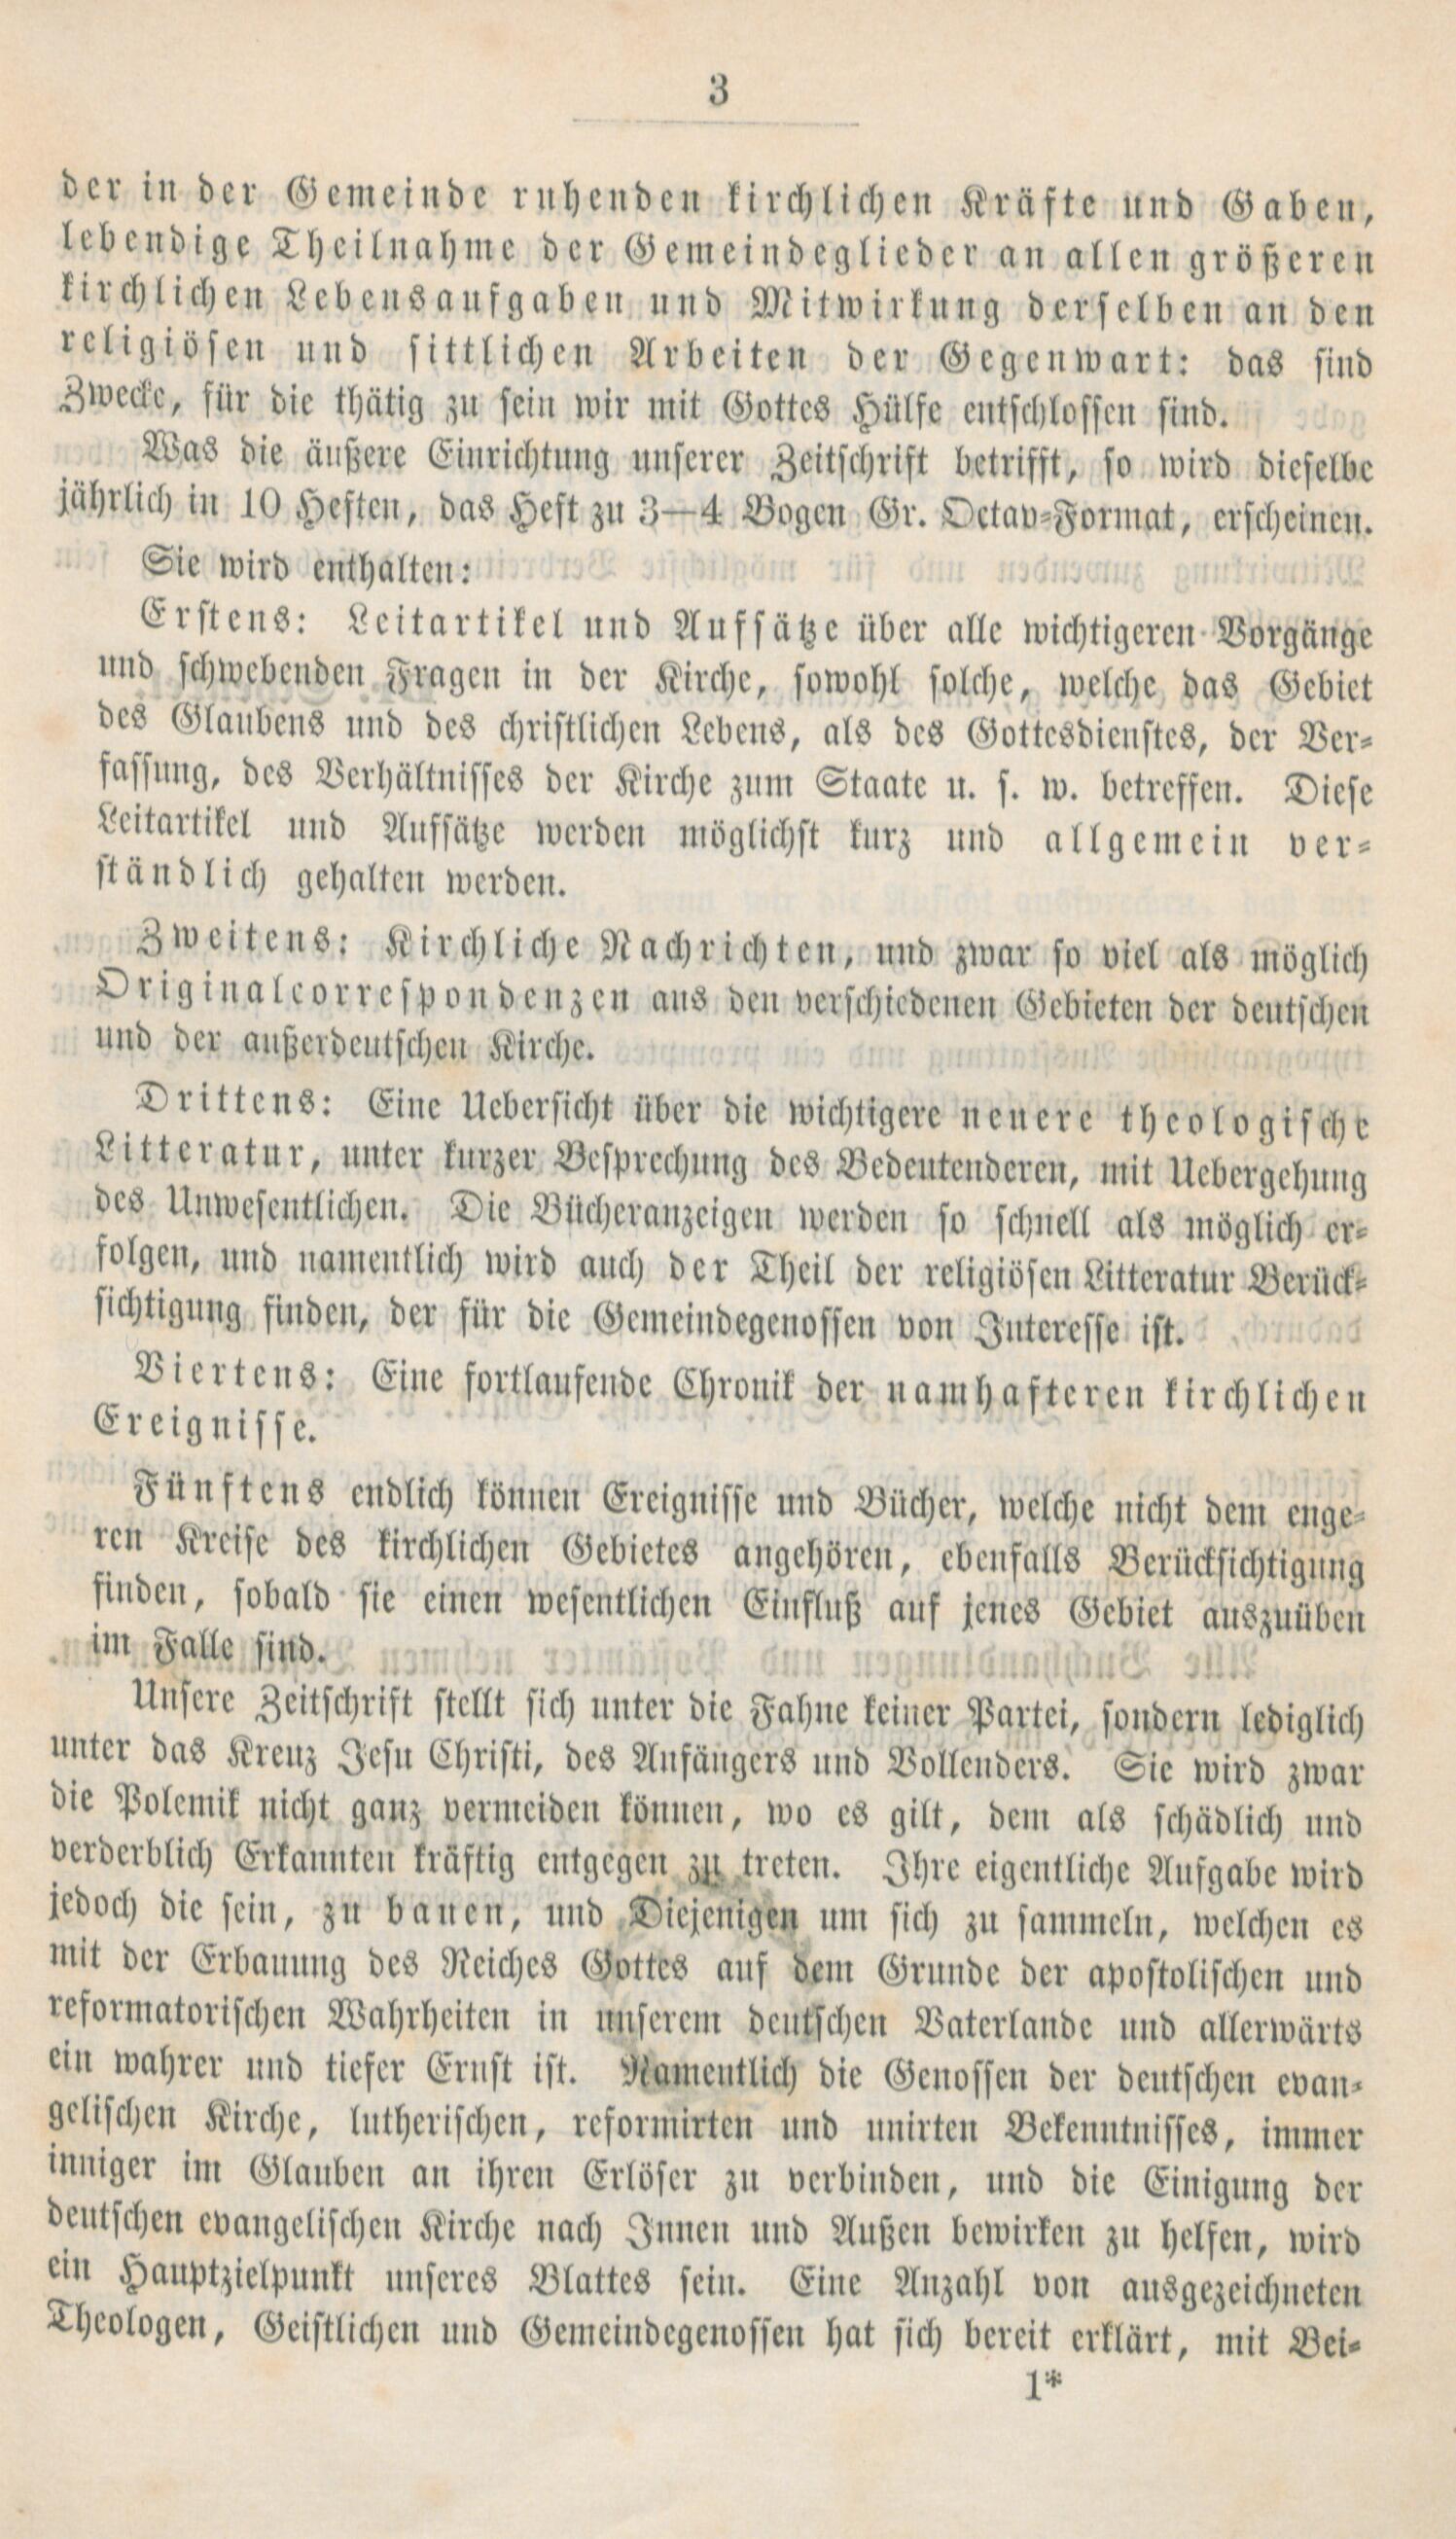 3
der in der Gemeinde ruhenden kirchlichen Kräfte und Gaben,
lebendige Theilnahme der Gemeindeglieder an allen größeren
kirchlichen Lebensaufgaben und Mitwirkung derselben an den
religiösen und sittlichen Arbeiten der Gegenwart: das sind
Zwecke, für die thätig zu sein wir mit Gottes Hülfe entschlossen sind.
Was die äußere Einrichtung unserer Zeitschrift betrifft, so wird dieselbe
jährlich in 10 Heften, das Heft zu 3—4 Bogen Gr. Octav-Format, erscheinen.
Sie wird enthalten:
Erstens: Leitartikel und Aufsätze über alle wichtigeren Vorgänge
und schwebenden Fragen in der Kirche, sowohl solche, welche das Gebiet
des Glaubens und des christlichen Lebens, als des Gottesdienstes, der Ver-
fassung, des Verhältnisses der Kirche zum Staate u. s. w. betreffen. Diese
Leitartikel und Aufsätze werden möglichst kurz und allgemein ver-
ständlich gehalten werden.
Zweitens: Kirchliche Nachrichten, und zwar so viel als möglich
Originalcorrespondenzen aus den verschiedenen Gebieten der deutschen
und der außerdeutschen Kirche.
Drittens: Eine Uebersicht über die wichtigere neuere theologische
Litteratur, unter kurzer Besprechung des Bedeutenderen, mit Uebergehung
des Unwesentlichen. Die Bücheranzeigen werden so schnell als möglich er-
folgen, und namentlich wird auch der Theil der religiösen Litteratur Berück-
sichtigung finden, der für die Gemeindegenossen von Interesse ist.
Viertens: Eine fortlaufende Chronik der namhafteren kirchlichen
Ereignisse.
Fünftens endlich können Ereignisse und Bücher, welche nicht dem enge-
ren Kreise des kirchlichen Gebietes angehören, ebenfalls Berücksichtigung
finden, sobald sie einen wesentlichen Einfluß auf jenes Gebiet auszuüben
im Falle sind.
Unsere Zeitschrift stellt sich unter die Fahne keiner Partei, sondern lediglich
unter das Kreuz Jesu Christi, des Anfängers und Vollenders. Sie wird zwar
die Polemik nicht ganz vermeiden können, wo es gilt, dem als schädlich und
verderblich Erkannten kräftig entgegen zu treten. Ihre eigentliche Aufgabe wird
jedoch die sein, zu bauen, und Diejenigen um sich zu sammeln, welchen es
mit der Erbauung des Reiches Gottes auf dem Grunde der apostolischen und
reformatorischen Wahrheiten in unserem deutschen Vaterlande und allerwärts
ein wahrer und tiefer Ernst ist. Namentlich die Genossen der deutschen evan-
gelischen Kirche, lutherischen, reformirten und unirten Bekenntnisses, immer
inniger im Glauben an ihren Erlöser zu verbinden, und die Einigung der
deutschen evangelischen Kirche nach Innen und Außen bewirken zu helfen, wird
ein Hauptzielpunkt unseres Blattes sein. Eine Anzahl von ausgezeichneten
Theologen, Geistlichen und Gemeindegenossen hat sich bereit erklärt, mit Bei-
1*